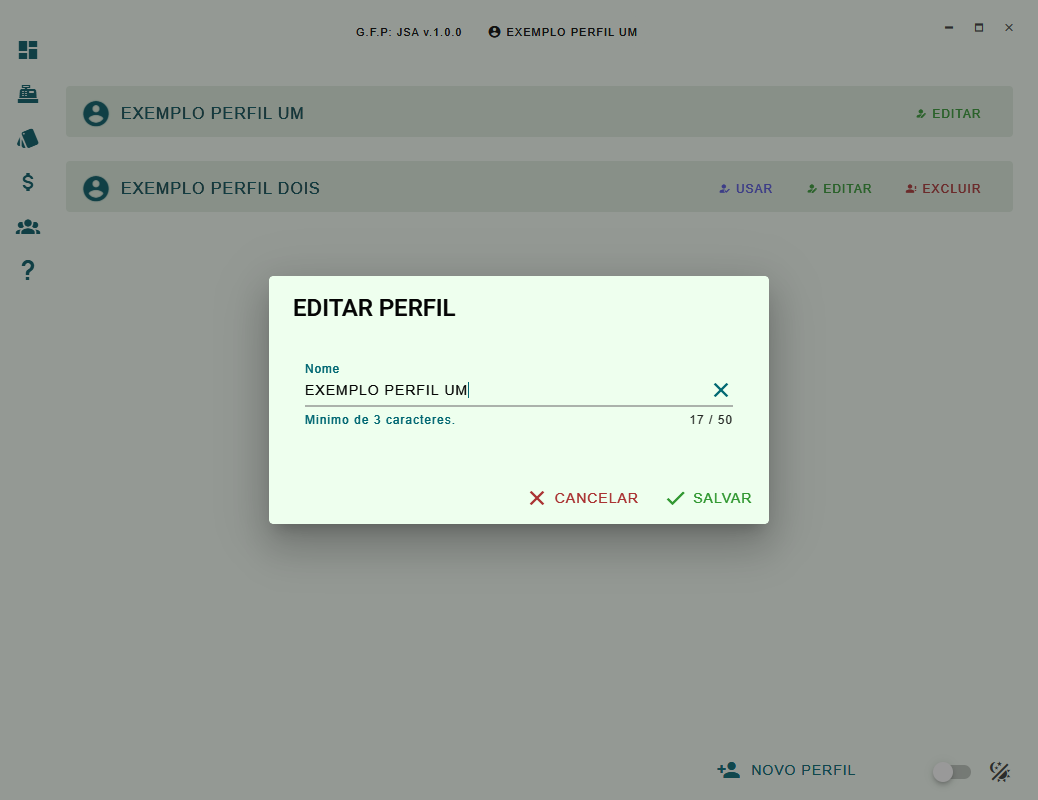 G.F.P: JSA v.1.0.0 EXEMPLO PERFIL UM
EXEMPLO PERFIL UM EDITAR
EXEMPLO PERFIL DOIS USAR EDITAR EXCLUIR
EDITAR PERFIL
Nome
EXEMPLO PERFIL UM
Mínimo de 3 caracteres. 17 / 50
CANCELAR SALVAR
NOVO PERFIL